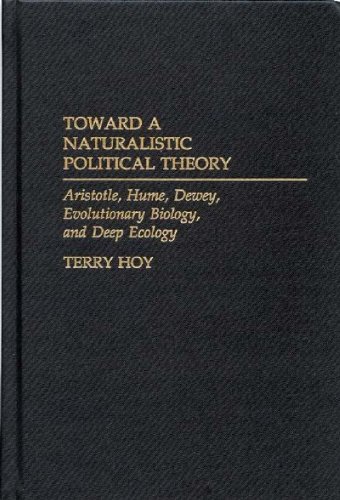 TOWARD A
NATURALISTIC
POLITICAL THEORY
Aristotle, Hume, Dewey,
Evolutionary Biology,
and Deep Ecology
TERRY HOY